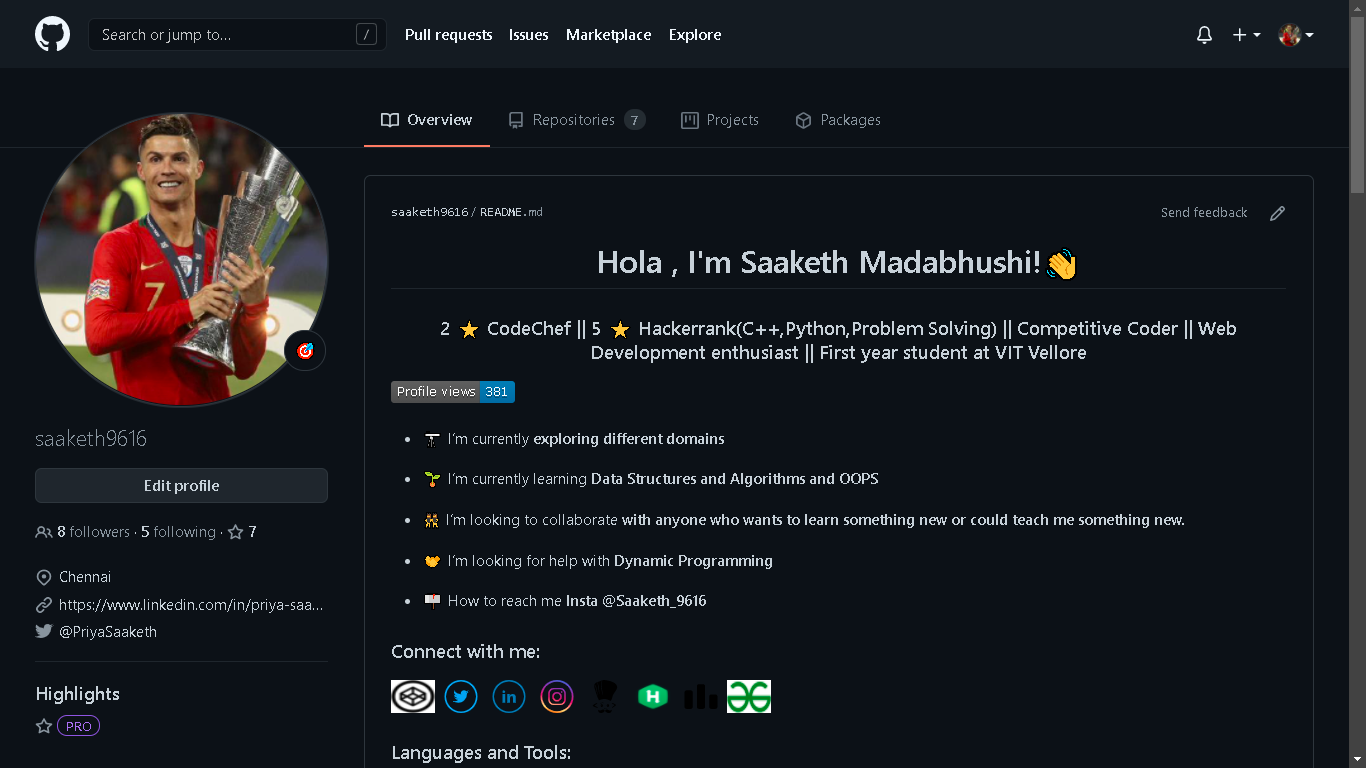 Search or jump to... /
Pull requests Issues Marketplace Explore
Overview Repositories 7 Projects Packages
saaketh9616
Edit profile
8 followers · 5 following · 7
Chennai
https://www.linkedin.com/in/priya-saa...
@PriyaSaaketh
Highlights
PRO
saaketh9616 / README.md
Send feedback
Hola , I'm Saaketh Madabhushi!👋
2 ⭐ CodeChef || 5 ⭐ Hackerrank(C++,Python,Problem Solving) || Competitive Coder || Web
Development enthusiast || First year student at VIT Vellore
Profile views 381
I'm currently exploring different domains
🌱 I'm currently learning Data Structures and Algorithms and OOPS
I'm looking to collaborate with anyone who wants to learn something new or could teach me something new.
I'm looking for help with Dynamic Programming
How to reach me Insta @Saaketh_9616
Connect with me:
Languages and Tools: